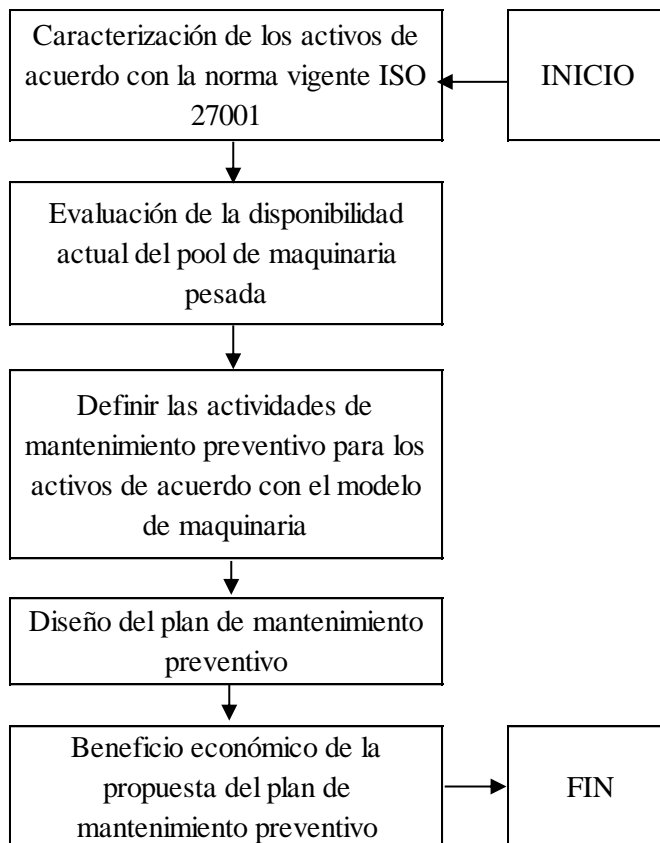 Caracterización de los activos de
acuerdo con la norma vigente ISO
27001
INICIO
Evaluación de la disponibilidad
actual del pool de maquinaria
pesada
Definir las actividades de
mantenimiento preventivo para los
activos de acuerdo con el modelo
de maquinaria
Diseño del plan de mantenimiento
preventivo
Beneficio económico de la
propuesta del plan de
mantenimiento preventivo
FIN